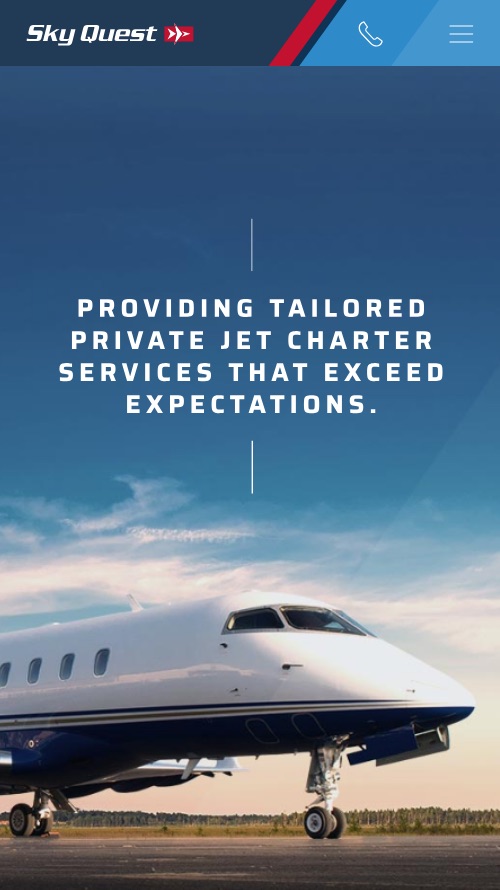 Sky Quest
PROVIDING TAILORED
PRIVATE JET CHARTER
SERVICES THAT EXCEED
EXPECTATIONS.